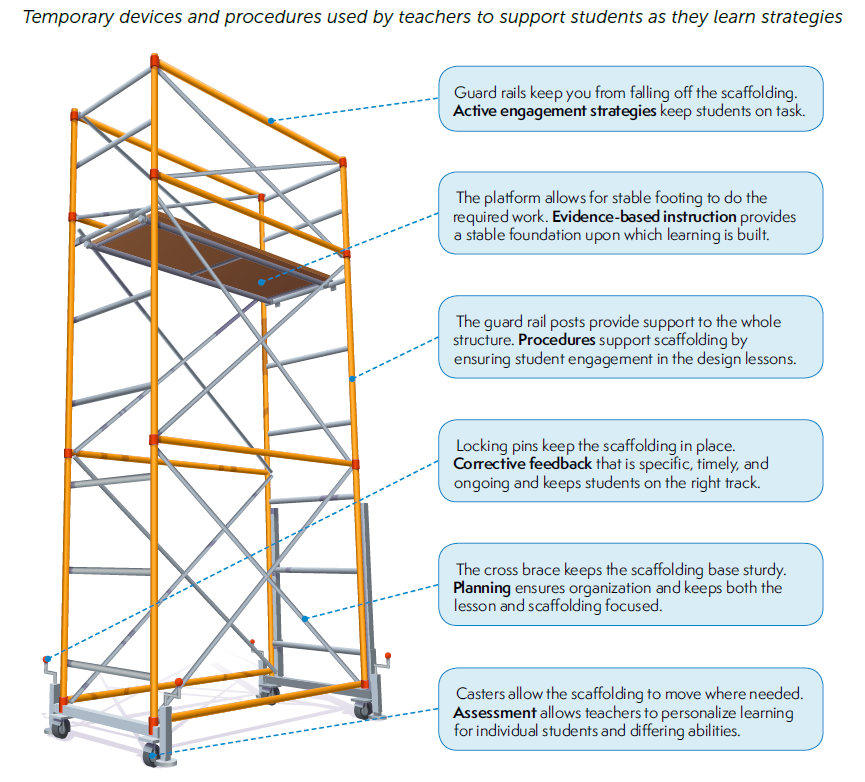 Temporary devices and procedures used by teachers to support students as they learn strategies
Guard rails keep you from falling off the scaffolding.
Active engagement strategies keep students on task.
The platform allows for stable footing to do the
required work. Evidence-based instruction provides
a stable foundation upon which learning is built.
The guard rail posts provide support to the whole
structure. Procedures support scaffolding by
ensuring student engagement in the design lessons.
Locking pins keep the scaffolding in place.
Corrective feedback that is specific, timely, and
ongoing and keeps students on the right track.
The cross brace keeps the scaffolding base sturdy.
Planning ensures organization and keeps both the
lesson and scaffolding focused.
Casters allow the scaffolding to move where needed.
Assessment allows teachers to personalize learning
for individual students and differing abilities.